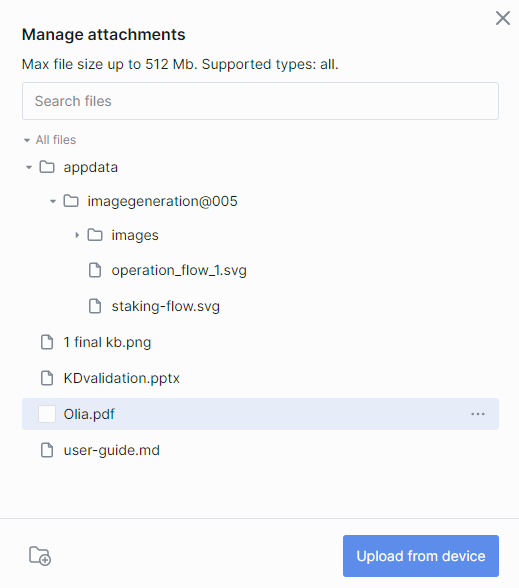 Manage attachments
Max file size up to 512 Mb. Supported types: all.
Search files
All files
appdata
imagegeneration@005
images
operation_flow_1.svg
staking-flow.svg
1 final kb.png
KDvalidation.pptx
Olia.pdf
user-guide.md
Upload from device